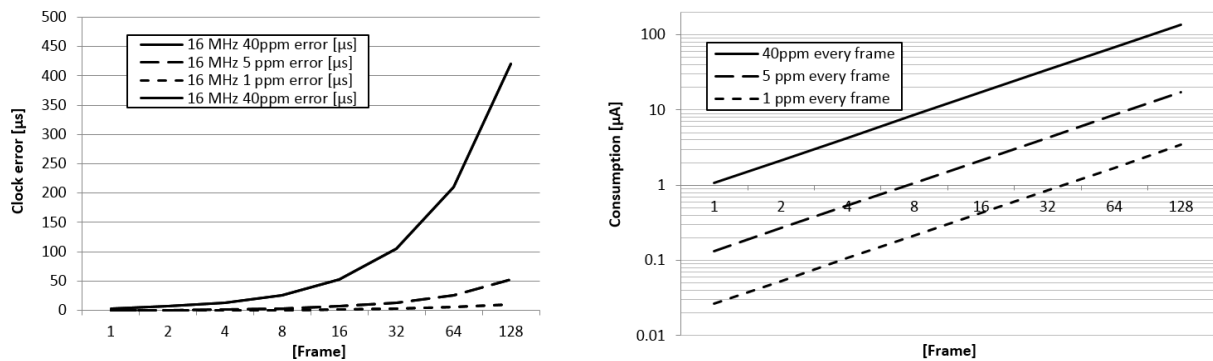 500
450
400
350
300
250
200
150
100
50
0
Clock error [µs]
16 MHz 40ppm error [µs]
16 MHz 5 ppm error [µs]
16 MHz 1 ppm error [µs]
16 MHz 40ppm error [µs]
1 2 4 8 16 32 64 128
[Frame]
100
10
1
0.1
0.01
Consumption [µA]
40ppm every frame
5 ppm every frame
1 ppm every frame
1 2 4 8 16 32 64 128
[Frame]